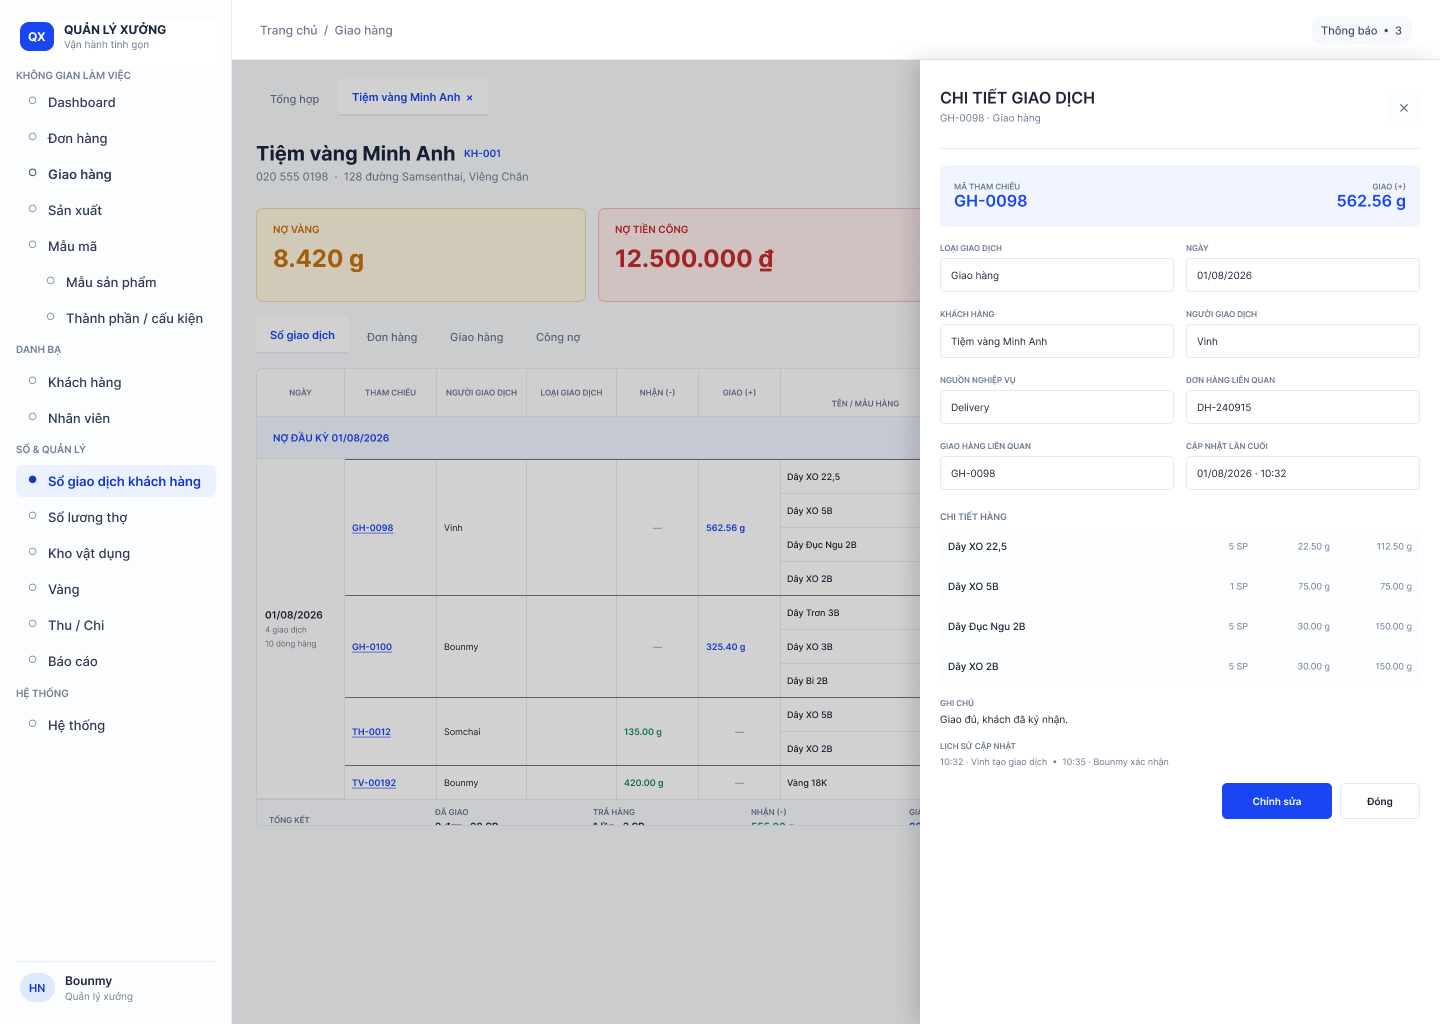 QX
QUẢN LÝ XƯỞNG
Vận hành tinh gọn
KHÔNG GIAN LÀM VIỆC
Dashboard
Đơn hàng
Giao hàng
Sản xuất
Mẫu mã
Mẫu sản phẩm
Thành phần / cấu kiện
DANH BẠ
Khách hàng
Nhân viên
SỔ & QUẢN LÝ
Sổ giao dịch khách hàng
Sổ lương thợ
Kho vật dụng
Vàng
Thu / Chi
Báo cáo
HỆ THỐNG
Hệ thống
HN
Bounmy
Quản lý xưởng
Trang chủ / Giao hàng
Thông báo • 3
Tổng hợp
Tiệm vàng Minh Anh ×
Tiệm vàng Minh Anh KH-001
020 555 0198 · 128 đường Samsenthai, Viêng Chăn
NỢ VÀNG
8.420 g
NỢ TIỀN CÔNG
12.500.000 ₫
Sổ giao dịch
Đơn hàng
Giao hàng
Công nợ
NGÀY THAM CHIẾU NGƯỜI GIAO DỊCH LOẠI GIAO DỊCH NHẬN (-) GIAO (+) TÊN / MẪU HÀNG
NỢ ĐẦU KỲ 01/08/2026
01/08/2026
4 giao dịch
10 dòng hàng
GH-0098 Vinh — 562.56 g
Dây XO 22,5
Dây XO 5B
Dây Đục Ngu 2B
Dây XO 2B
GH-0100 Bounmy — 325.40 g
Dây Trơn 3B
Dây XO 3B
Dây Bi 2B
TH-0012 Somchai 135.00 g —
Dây XO 5B
Dây XO 2B
TV-00192 Bounmy 420.00 g — Vàng 18K
TỔNG KẾT
ĐÃ GIAO
TRẢ HÀNG
NHẬN (-)
CHI TIẾT GIAO DỊCH
GH-0098 · Giao hàng
×
MÃ THAM CHIẾU
GH-0098
GIAO (+)
562.56 g
LOẠI GIAO DỊCH
Giao hàng
NGÀY
01/08/2026
KHÁCH HÀNG
Tiệm vàng Minh Anh
NGƯỜI GIAO DỊCH
Vinh
NGUỒN NGHIỆP VỤ
Delivery
ĐƠN HÀNG LIÊN QUAN
DH-240915
GIAO HÀNG LIÊN QUAN
GH-0098
CẬP NHẬT LẦN CUỐI
01/08/2026 · 10:32
CHI TIẾT HÀNG
Dây XO 22,5 5 SP 22.50 g 112.50 g
Dây XO 5B 1 SP 75.00 g 75.00 g
Dây Đục Ngu 2B 5 SP 30.00 g 150.00 g
Dây XO 2B 5 SP 30.00 g 150.00 g
GHI CHÚ
Giao đủ, khách đã ký nhận.
LỊCH SỬ CẬP NHẬT
10:32 · Vinh tạo giao dịch • 10:35 · Bounmy xác nhận
Chỉnh sửa
Đóng